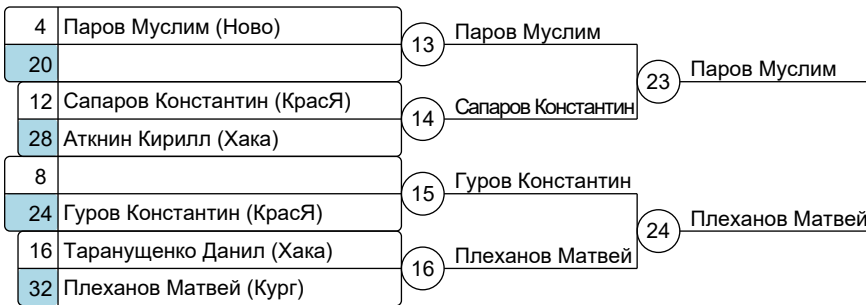 4 Паров Муслим (Ново)
20
13 Паров Муслим
12 Сапаров Константин (КрасЯ)
28 Аткнин Кирилл (Хака)
14 Сапаров Константин
23 Паров Муслим
8
24 Гуров Константин (КрасЯ)
15 Гуров Константин
16 Таранущенко Данил (Хака)
32 Плеханов Матвей (Кург)
16 Плеханов Матвей
24 Плеханов Матвей